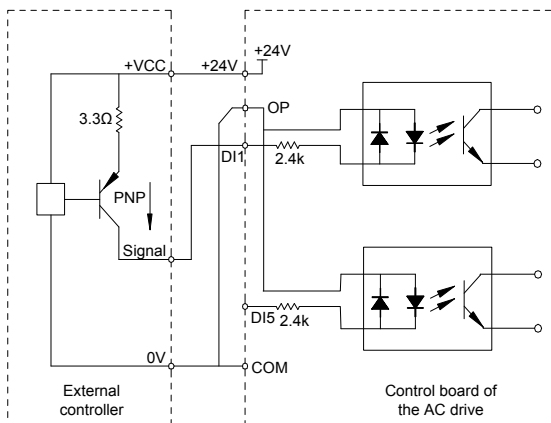 +VCC
+24V
+24V
3.3Ω
OP
DI1
2.4k
PNP
Signal
DI5
2.4k
0V
COM
External
controller
Control board of
the AC drive